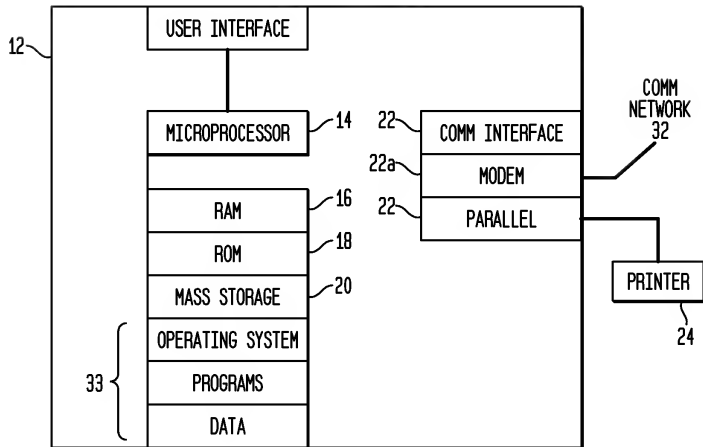 USER INTERFACE
12
MICROPROCESSOR
14
22
COMM INTERFACE
COMM
NETWORK
32
22a
MODEM
RAM
16
22
PARALLEL
ROM
18
MASS STORAGE
20
PRINTER
24
OPERATING SYSTEM
33
PROGRAMS
DATA